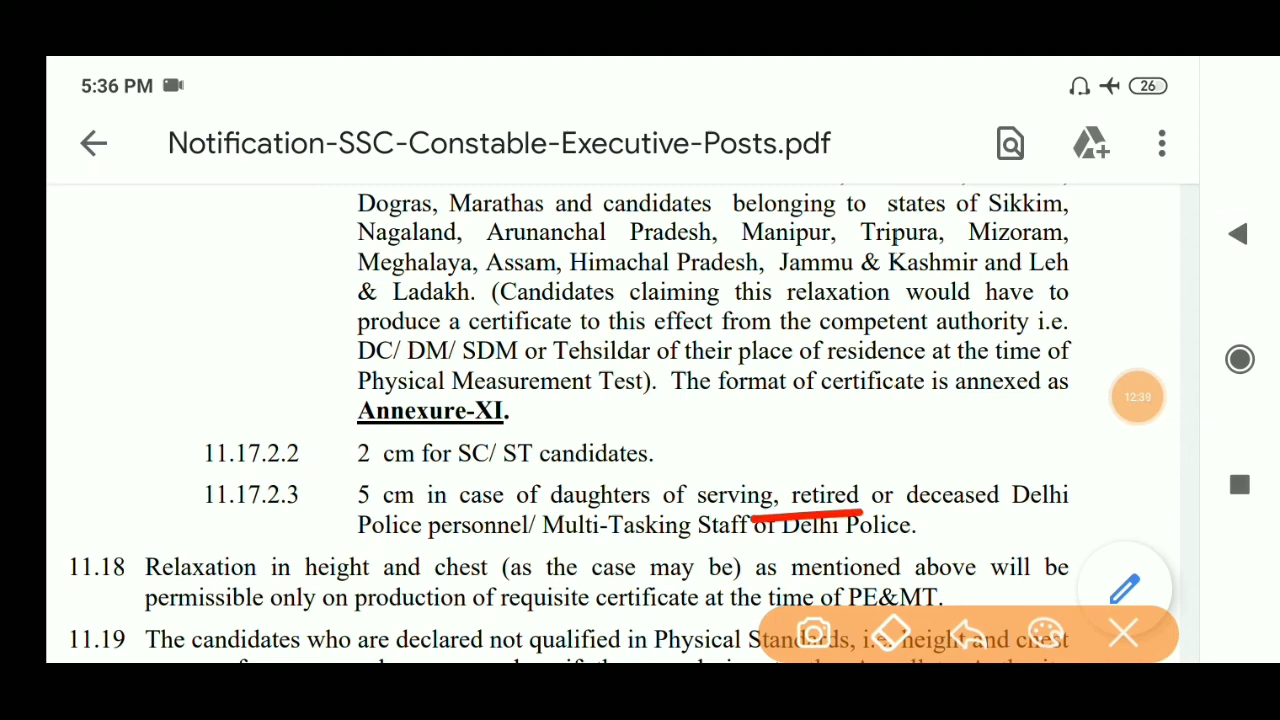 5:36 PM
26
Notification-SSC-Constable-Executive-Posts.pdf
Dogras, Marathas and candidates belonging to states of Sikkim,
Nagaland, Arunanchal Pradesh, Manipur, Tripura, Mizoram,
Meghalaya, Assam, Himachal Pradesh, Jammu & Kashmir and Leh
& Ladakh. (Candidates claiming this relaxation would have to
produce a certificate to this effect from the competent authority i.e.
DC/ DM/ SDM or Tehsildar of their place of residence at the time of
Physical Measurement Test). The format of certificate is annexed as
Annexure-XI.
12:39
11.17.2.2 2 cm for SC/ ST candidates.
11.17.2.3 5 cm in case of daughters of serving, retired or deceased Delhi
Police personnel/ Multi-Tasking Staff of Delhi Police.
11.18 Relaxation in height and chest (as the case may be) as mentioned above will be
permissible only on production of requisite certificate at the time of PE&MT.
11.19 The candidates who are declared not qualified in Physical Standards, i.e. height and chest